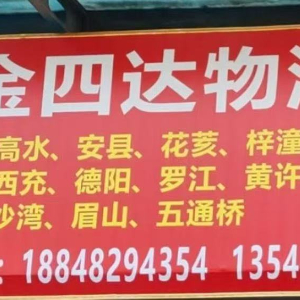 金四达物流
高水、安县、花荄、梓潼
西充、德阳、罗江、黄许
沙湾、眉山、五通桥
: 18848294354 1354